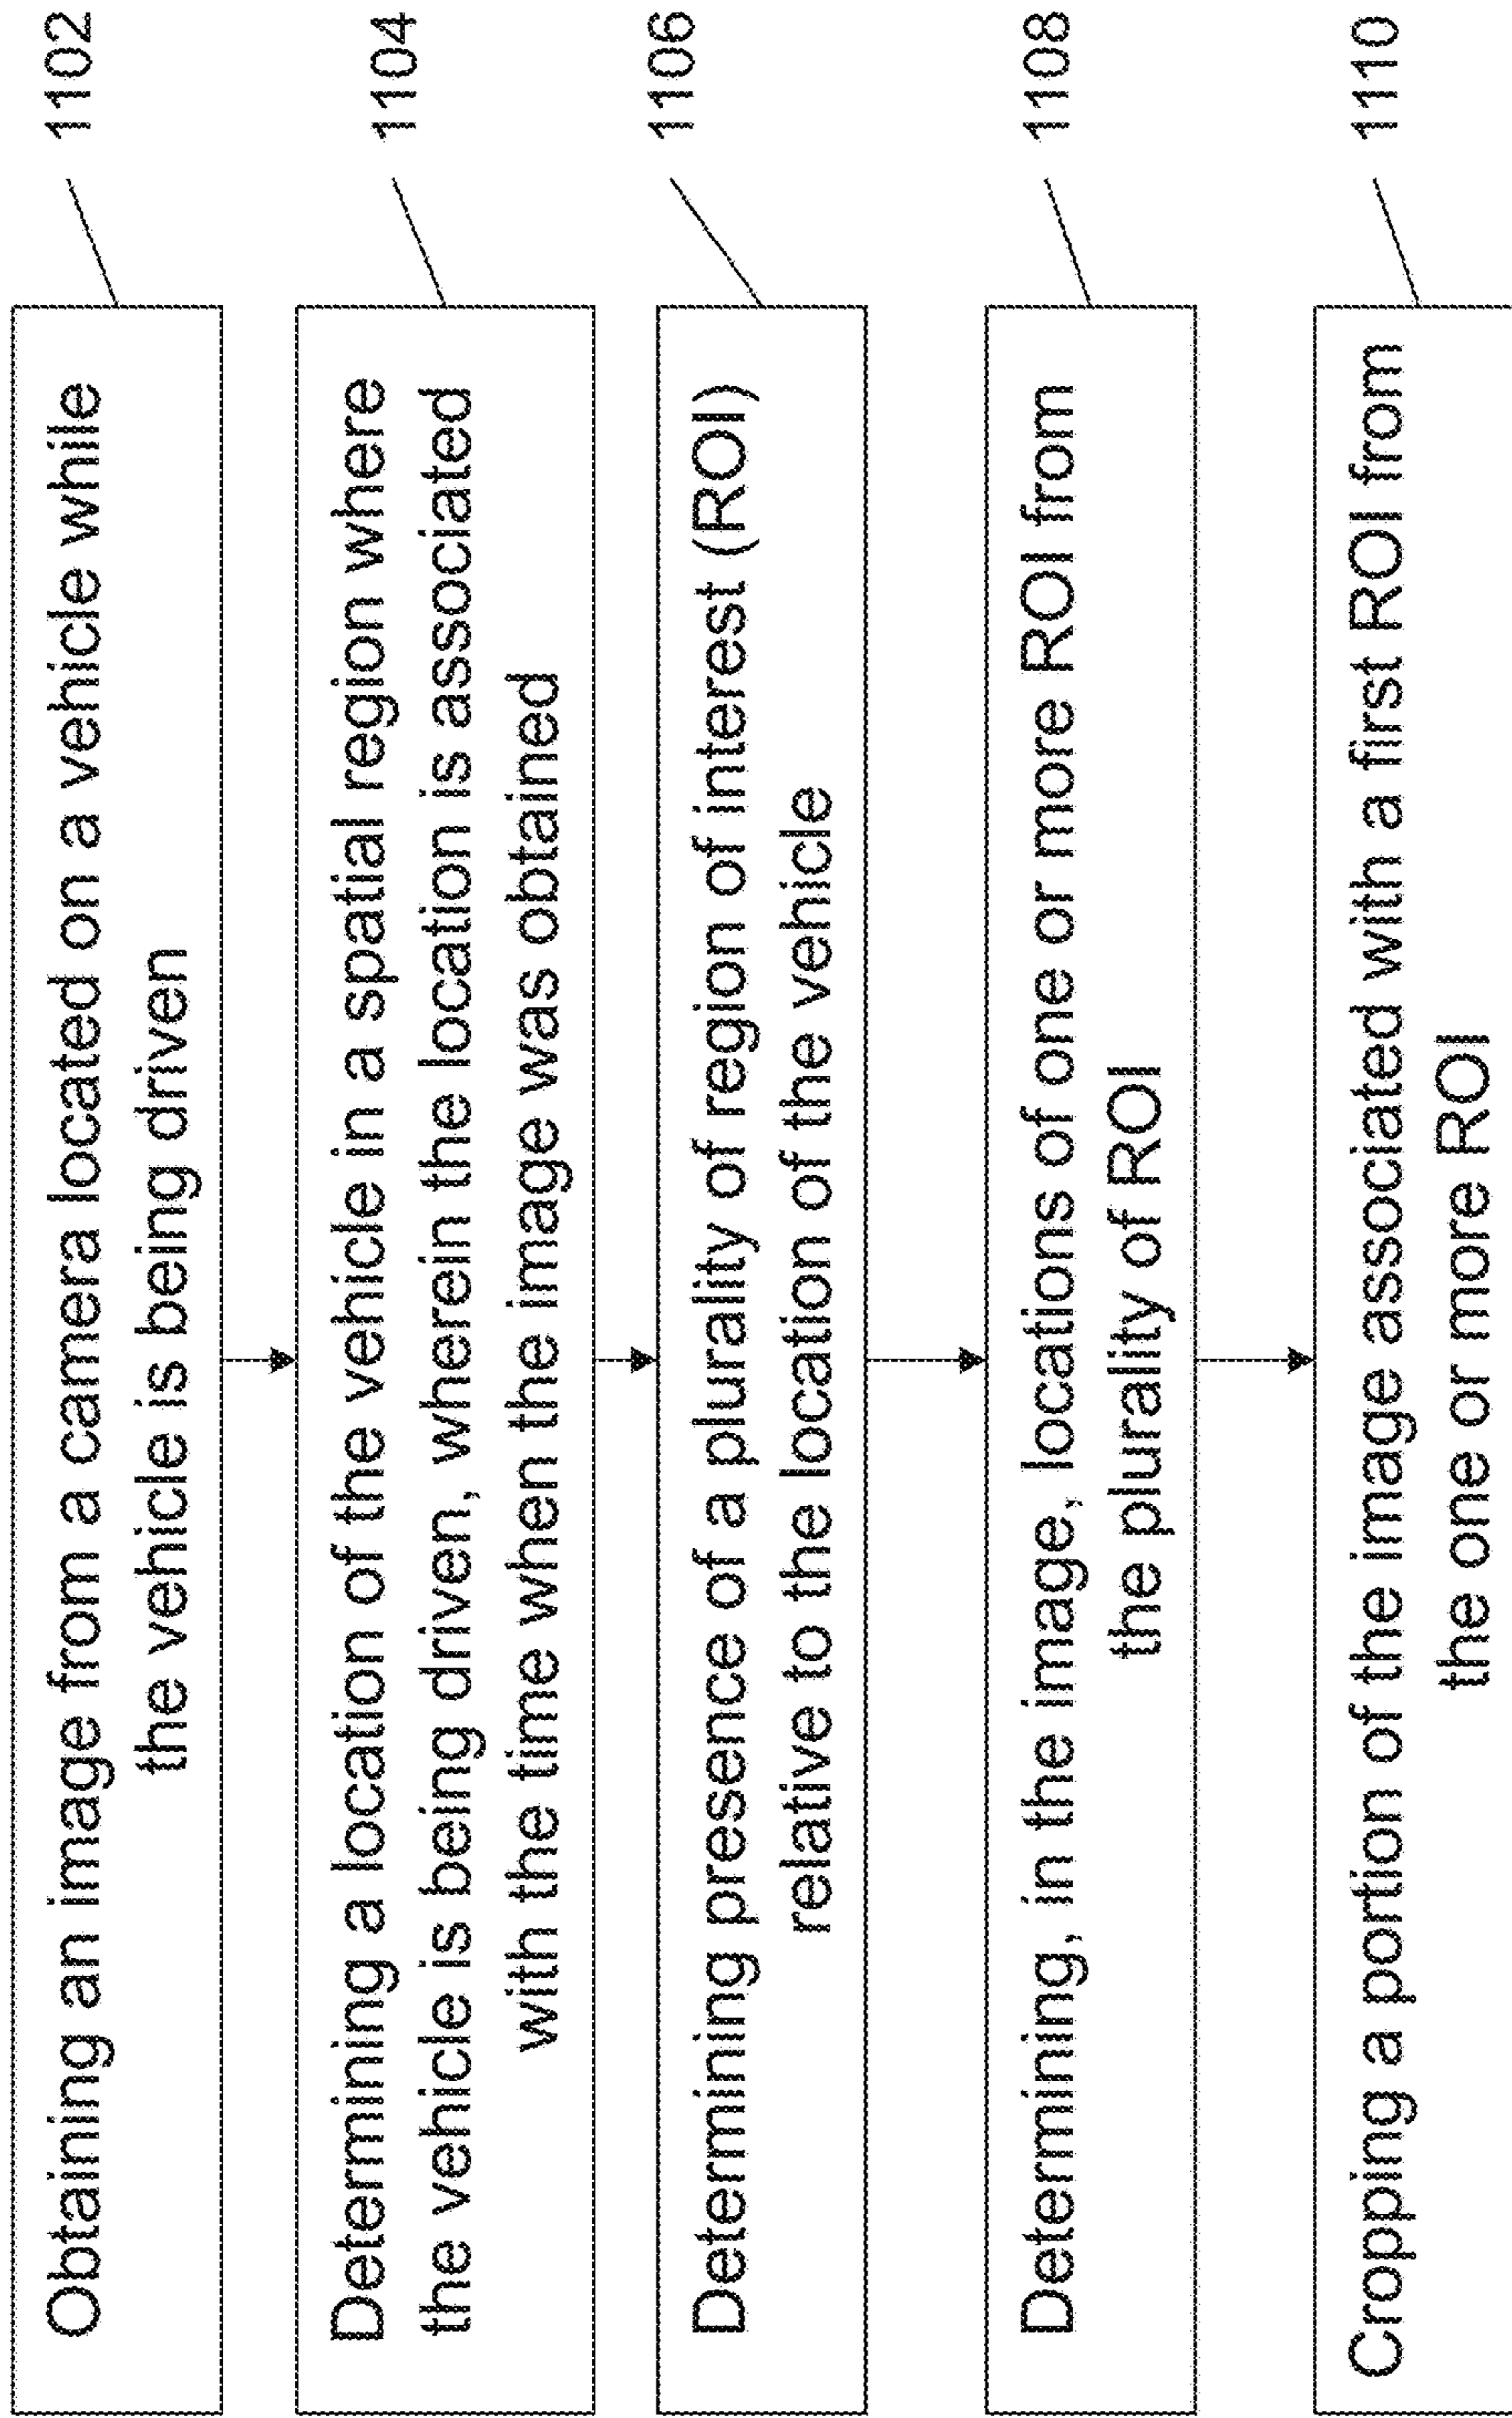 Obtaining an image from a camera located on a vehicle while
the vehicle is being driven
1102
Determining a location of the vehicle in a spatial region where
the vehicle is being driven, wherein the location is associated
with the time when the image was obtained
1104
Determining presence of a plurality of region of interest (ROI)
relative to the location of the vehicle
1106
Determining, in the image, locations of one or more ROI from
the plurality of ROI
1108
Cropping a portion of the image associated with a first ROI from
the one or more ROI
1110